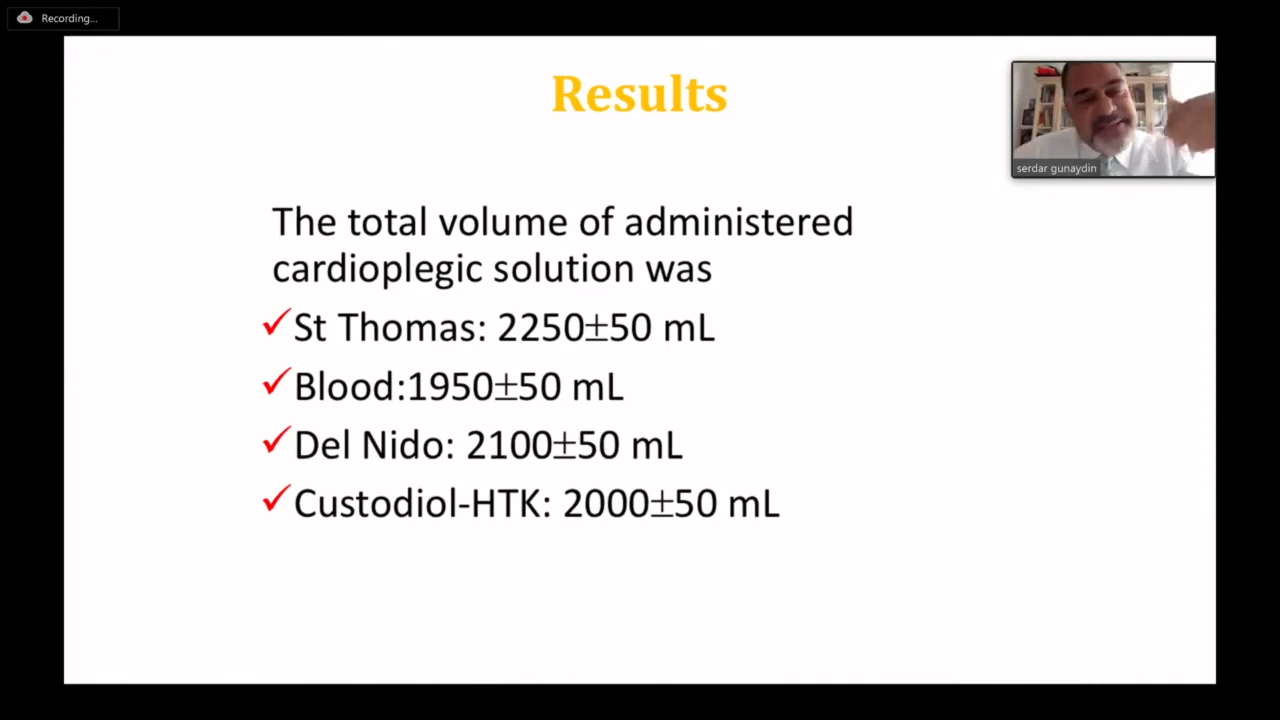 Recording...
Results
serdar gunaydin
The total volume of administered
cardioplegic solution was
✓St Thomas: 2250±50 mL
✓Blood:1950±50 mL
✓Del Nido: 2100±50 mL
✓Custodiol-HTK: 2000±50 mL